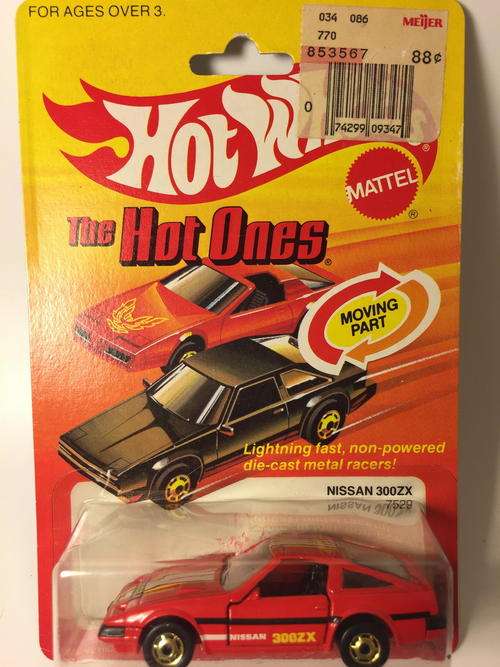 FOR AGES OVER 3.
034 086
MEIJER
770
853567
88¢
0
74299 09347
Hot W
®
MATTEL
®
The Hot Ones®
MOVING
PART
Lightning fast, non-powered
die-cast metal racers!
NISSAN 300ZX
7529
NISSAN 300ZX